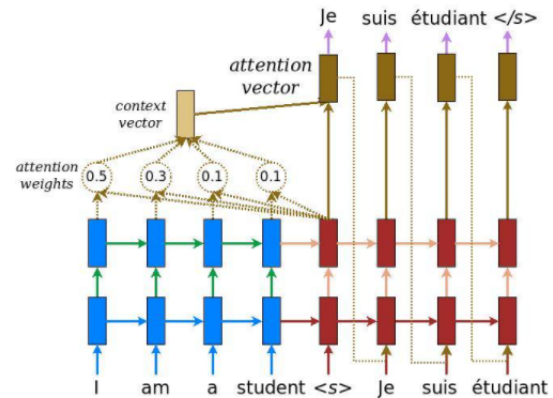 Je suis étudiant </s>
attention
vector
context
vector
attention
weights
0.5 0.3 0.1 0.1
I am a student <s> Je suis étudiant